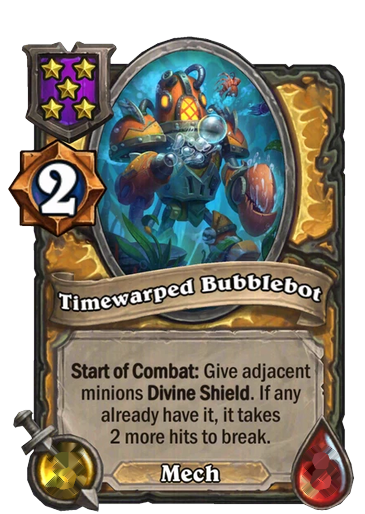 2
Timewarped Bubblebot
Start of Combat: Give adjacent
minions Divine Shield. If any
already have it, it takes
2 more hits to break.
Mech